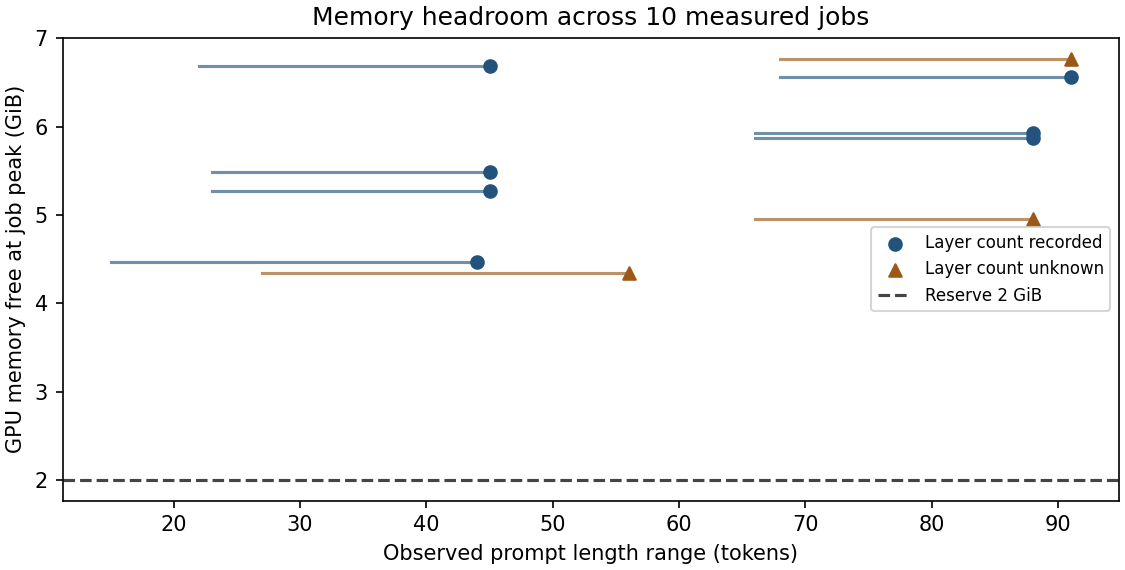 Memory headroom across 10 measured jobs
GPU memory free at job peak (GiB)
7
6
5
4
3
2
Layer count recorded
Layer count unknown
Reserve 2 GiB
20 30 40 50 60 70 80 90
Observed prompt length range (tokens)